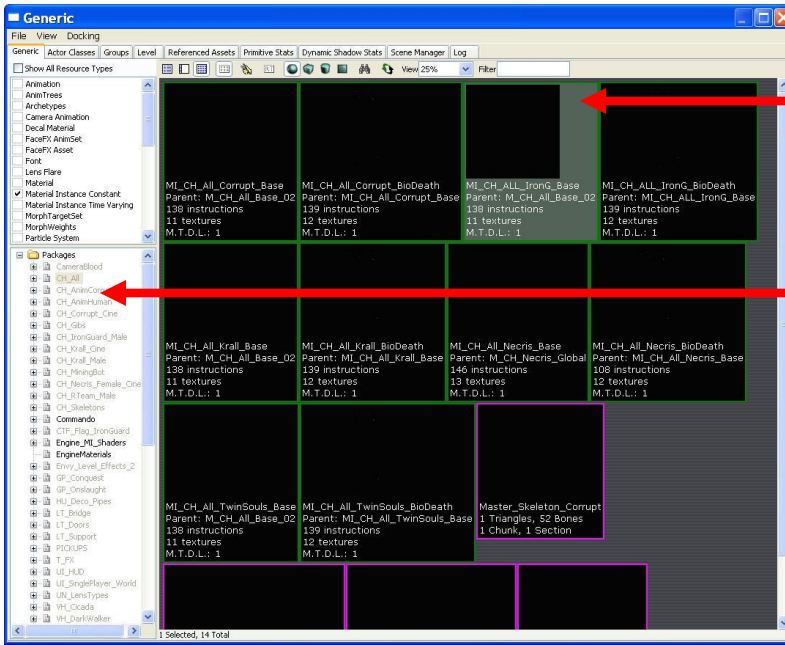 Generic
File View Docking
Generic Actor Classes Groups Level Referenced Assets Primitive Stats Dynamic Shadow Stats Scene Manager Log
Show All Resource Types
View 25% Filter
Animation
AnimTrees
Archetypes
Camera Animation
Decal Material
FaceFX AnimSet
FaceFX Asset
Font
Lens Flare
Material
Material Instance Constant
Material Instance Time Varying
MorphTargetSet
MorphWeights
Particle System
Packages
CameraBlood
CH_All
CH_AnimCorrupt
CH_AnimHuman
CH_Corrupt_Cine
CH_Gibs
CH_IronGuard_Male
CH_Krall_Cine
CH_Krall_Male
CH_MiningBot
CH_Necris_Female_Cine
CH_RTeam_Male
CH_Skeletons
Commando
CTF_Flag_IronGuard
Engine_MI_Shaders
EngineMaterials
Envy_Level_Effects_2
GP_Conquest
GP_Onslaught
HU_Deco_Pipes
LT_Bridge
LT_Doors
LT_Support
PICKUPS
T_FX
UI_HUD
UI_SinglePlayer_World
UN_LensTypes
VH_Cicada
VH_DarkWalker
MI_CH_All_Corrupt_Base
Parent: M_CH_All_Base_02
138 instructions
11 textures
M.T.D.L.: 1
MI_CH_All_Corrupt_BioDeath
Parent: MI_CH_All_Corrupt_Base
139 instructions
12 textures
M.T.D.L.: 1
MI_CH_ALL_IronG_Base
Parent: M_CH_All_Base_02
138 instructions
11 textures
M.T.D.L.: 1
MI_CH_ALL_IronG_BioDeath
Parent: MI_CH_ALL_IronG_Base
139 instructions
12 textures
M.T.D.L.: 1
MI_CH_All_Krall_Base
Parent: M_CH_All_Base_02
138 instructions
11 textures
M.T.D.L.: 1
MI_CH_All_Krall_BioDeath
Parent: MI_CH_All_Krall_Base
139 instructions
12 textures
M.T.D.L.: 1
MI_CH_All_Necris_Base
Parent: M_CH_Necris_Global
146 instructions
13 textures
M.T.D.L.: 1
MI_CH_All_Necris_BioDeath
Parent: MI_CH_All_Necris_Base
108 instructions
12 textures
M.T.D.L.: 1
MI_CH_All_TwinSouls_Base
Parent: M_CH_All_Base_02
138 instructions
11 textures
M.T.D.L.: 1
MI_CH_All_TwinSouls_BioDeath
Parent: MI_CH_All_TwinSouls_Base
139 instructions
12 textures
M.T.D.L.: 1
Master_Skeleton_Corrupt
1 Triangles, 52 Bones
1 Chunk, 1 Section
1 Selected, 14 Total